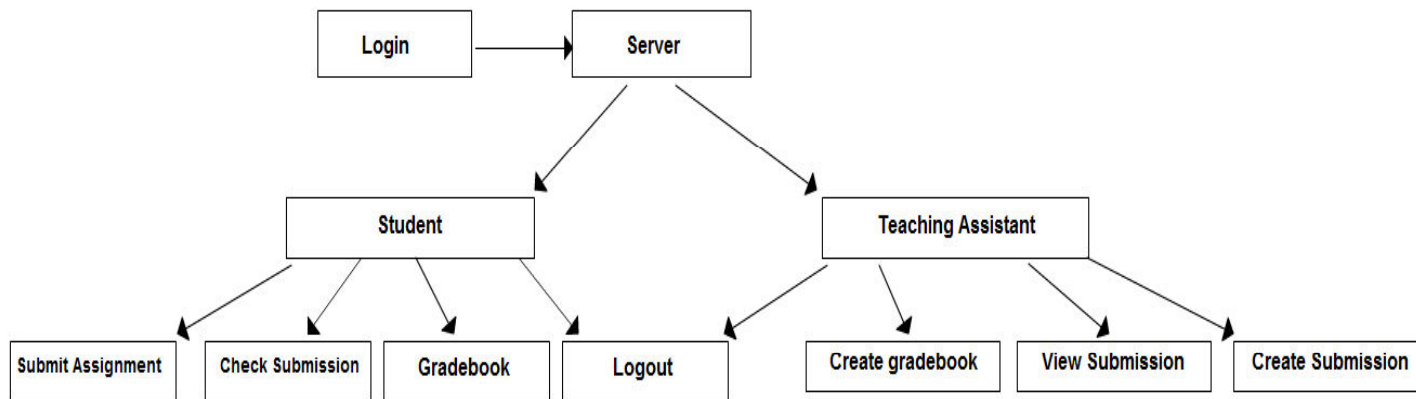 Login
Server
Student
Teaching Assistant
Submit Assignment
Check Submission
Gradebook
Logout
Create gradebook
View Submission
Create Submission